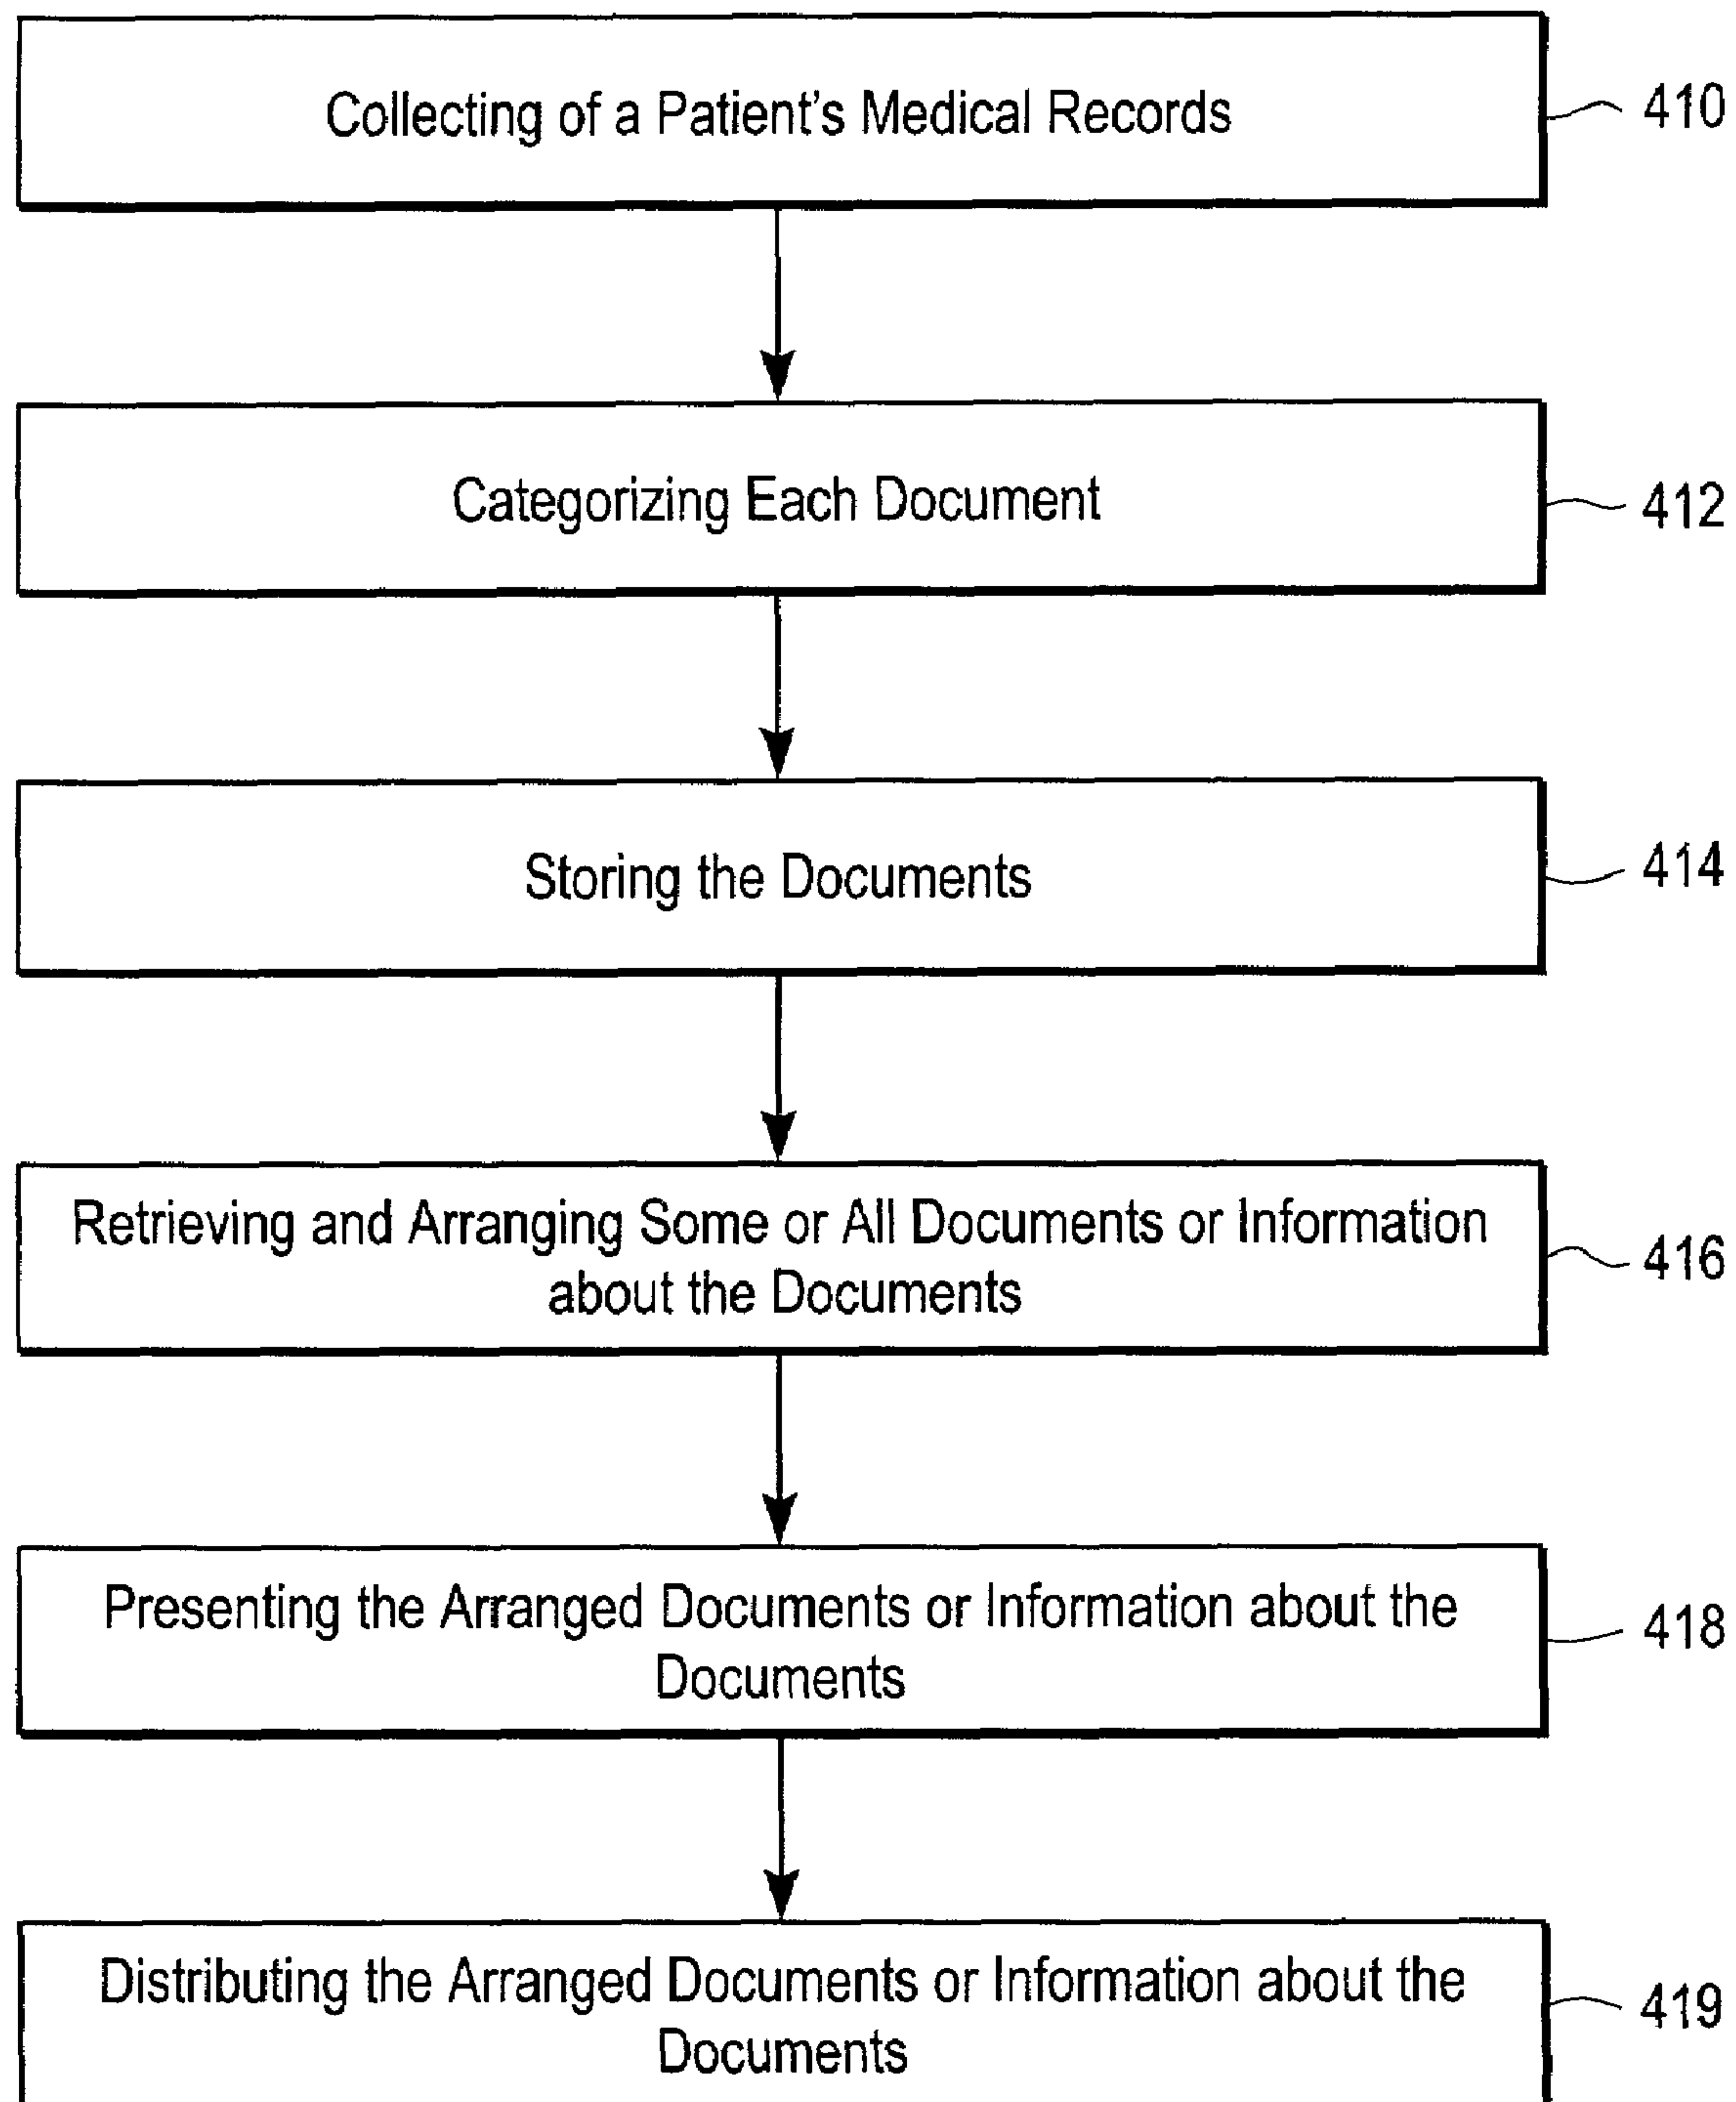 Collecting of a Patient's Medical Records
410
Categorizing Each Document
412
Storing the Documents
414
Retrieving and Arranging Some or All Documents or Information
about the Documents
416
Presenting the Arranged Documents or Information about the
Documents
418
Distributing the Arranged Documents or Information about the
Documents
419